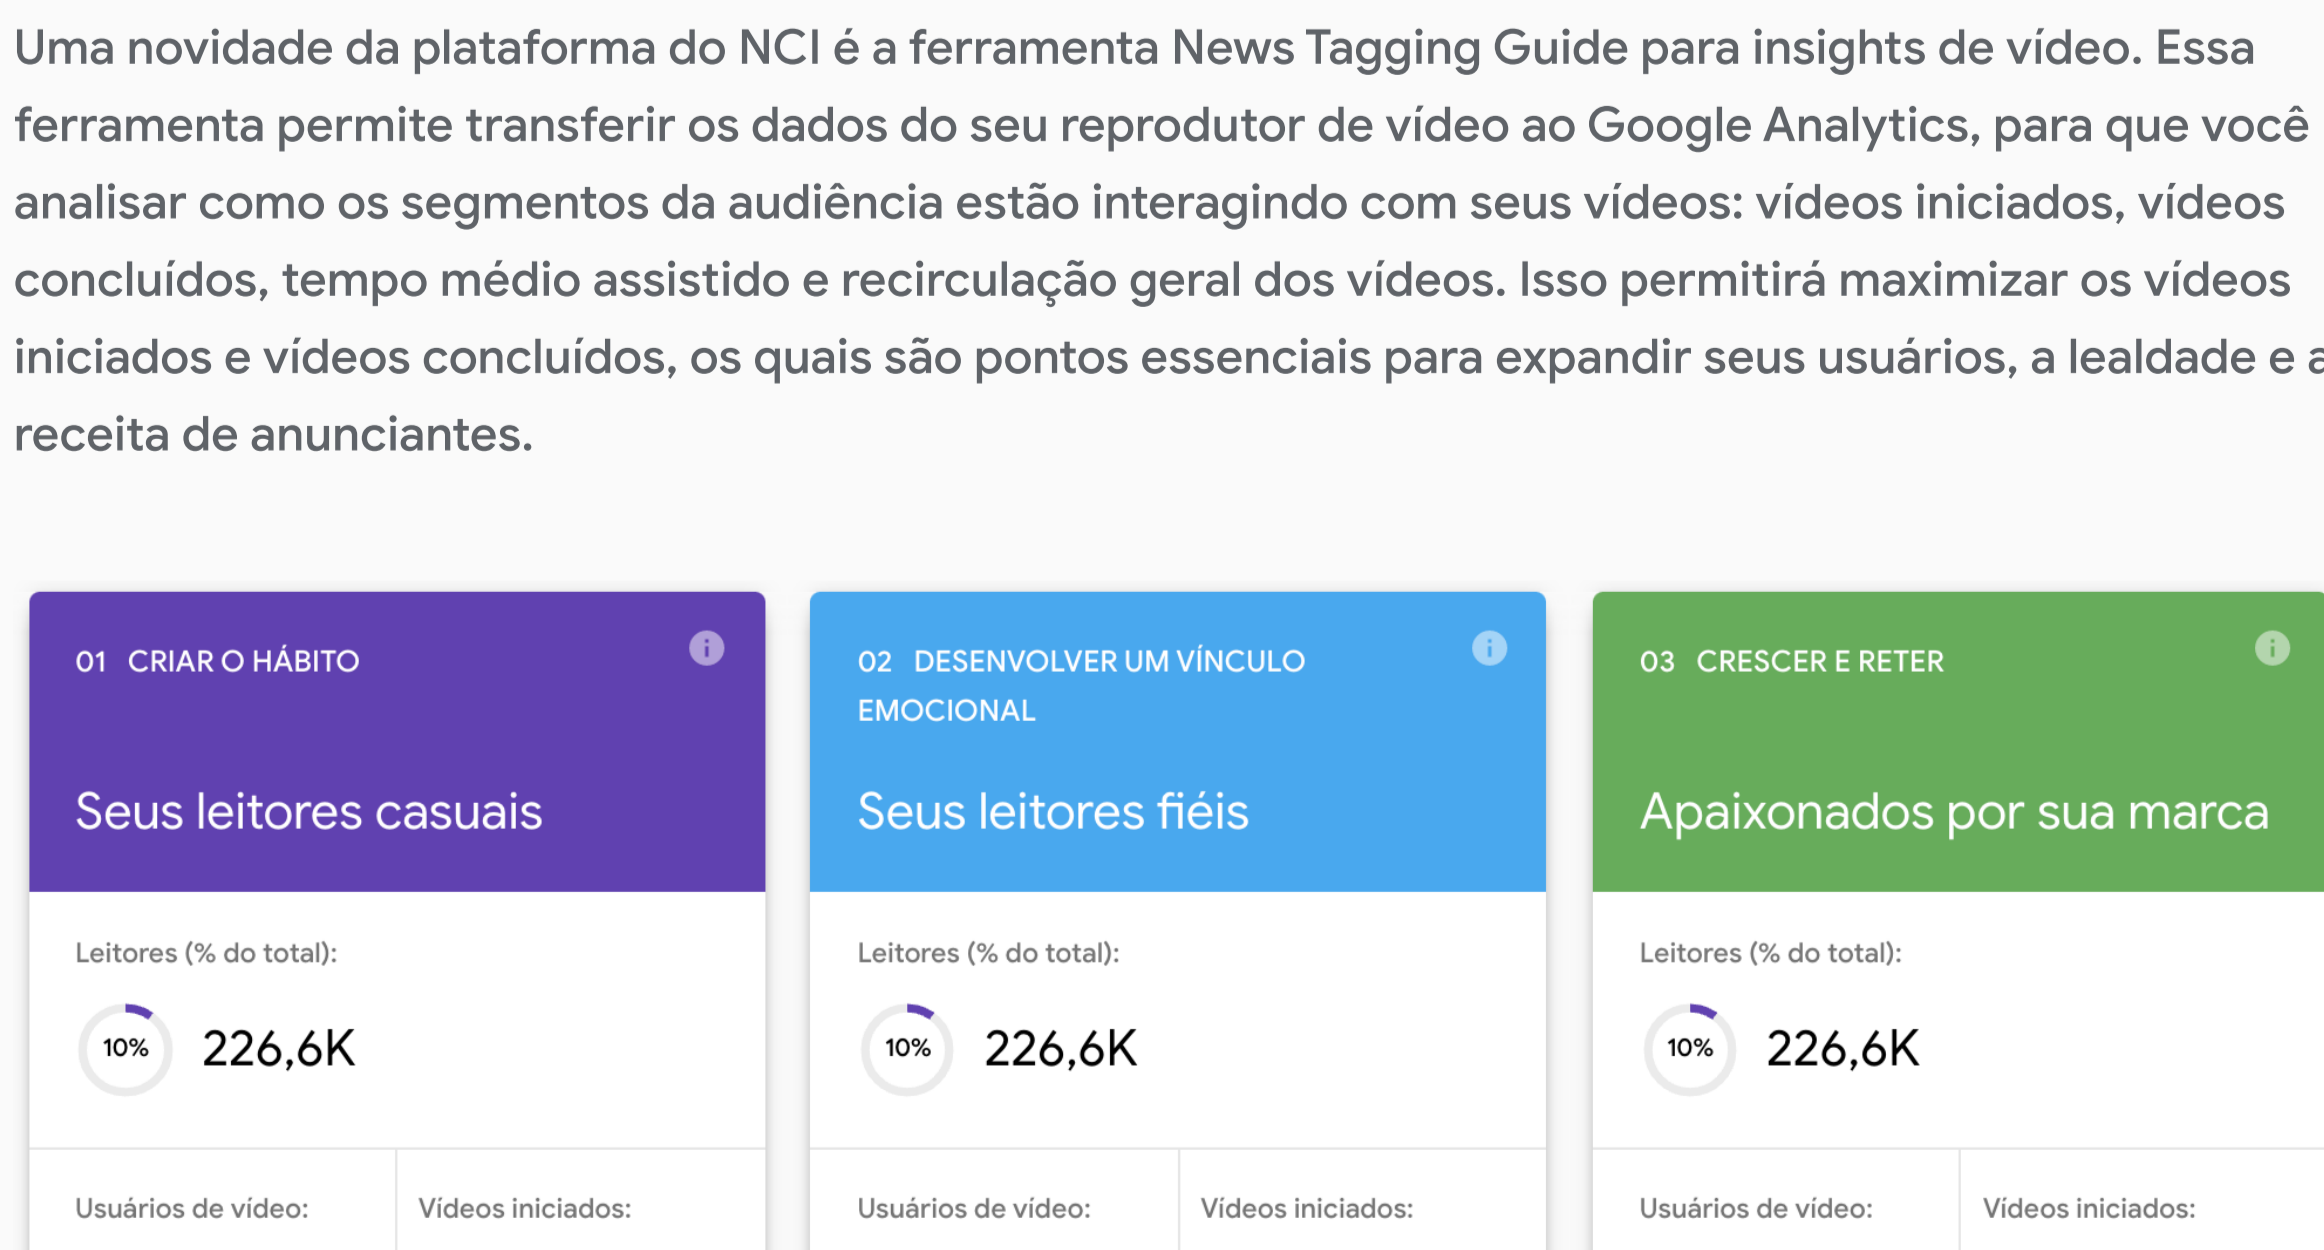 Uma novidade da plataforma do NCI é a ferramenta News Tagging Guide para insights de vídeo. Essa
ferramenta permite transferir os dados do seu reprodutor de vídeo ao Google Analytics, para que você
analisar como os segmentos da audiência estão interagindo com seus vídeos: vídeos iniciados, vídeos
concluídos, tempo médio assistido e recirculação geral dos vídeos. Isso permitirá maximizar os vídeos
iniciados e vídeos concluídos, os quais são pontos essenciais para expandir seus usuários, a lealdade e a
receita de anunciantes.
01 CRIAR O HÁBITO
Seus leitores casuais
Leitores (% do total):
10% 226,6K
Usuários de vídeo: Vídeos iniciados:
02 DESENVOLVER UM VÍNCULO
EMOCIONAL
Seus leitores fiéis
Leitores (% do total):
10% 226,6K
Usuários de vídeo: Vídeos iniciados:
03 CRESCER E RETER
Apaixonados por sua marca
Leitores (% do total):
10% 226,6K
Usuários de vídeo: Vídeos iniciados: